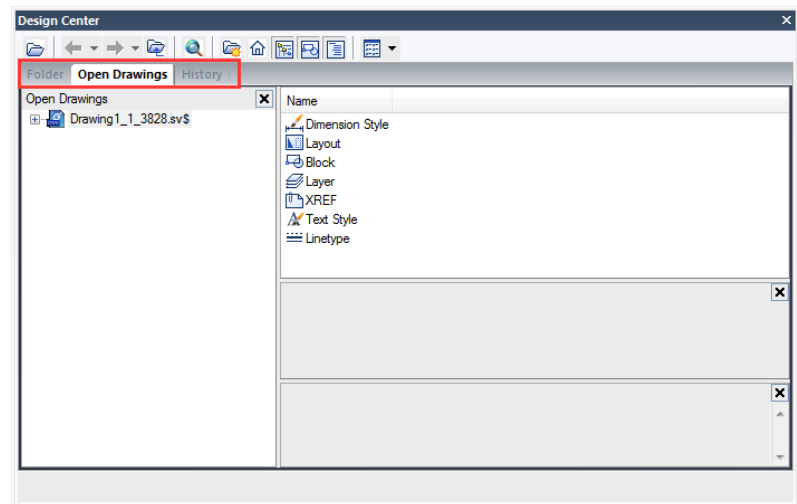 Design Center
Folder Open Drawings History
Open Drawings
Drawing1_1_3828.sv$
Name
Dimension Style
Layout
Block
Layer
XREF
Text Style
Linetype